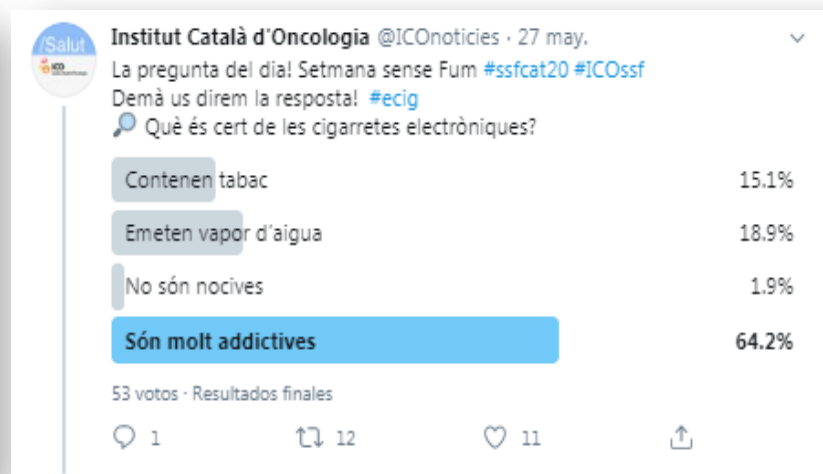 /Salut
ICO
Institut Català d'Oncologia @ICOnoticies · 27 may.
La pregunta del dia! Setmana sense Fum #ssfcat20 #ICOssf
Demà us direm la resposta! #ecig
🔎 Què és cert de les cigarretes electròniques?
Contenen tabac 15.1%
Emeten vapor d'aigua 18.9%
No són nocives 1.9%
Són molt addictives 64.2%
53 votos · Resultados finales
1 12 11